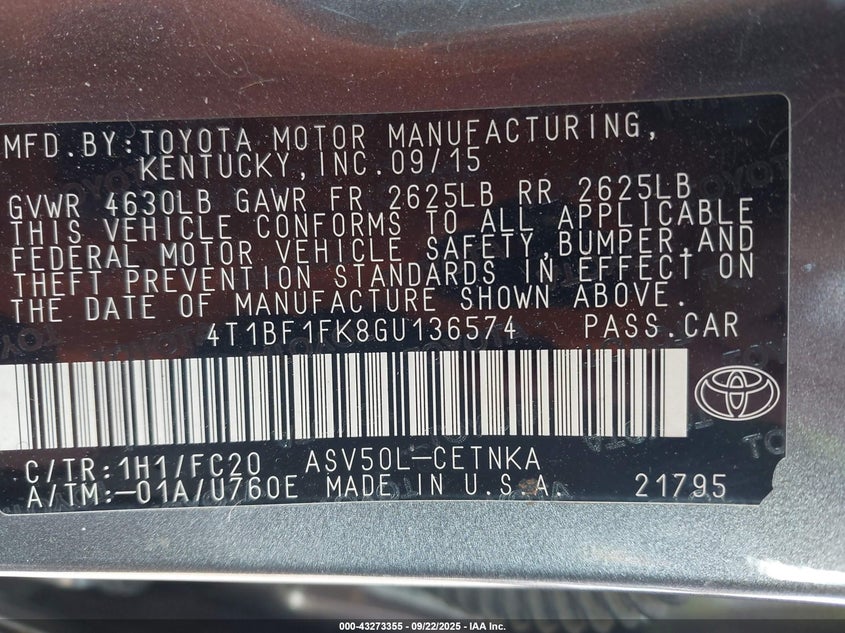 MFD. BY: TOYOTA MOTOR MANUFACTURING,
KENTUCKY, INC. 09/15
GVWR 4630LB GAWR FR 2625LB RR 2625LB
THIS VEHICLE CONFORMS TO ALL APPLICABLE
FEDERAL MOTOR VEHICLE SAFETY, BUMPER, AND
THEFT PREVENTION STANDARDS IN EFFECT ON
THE DATE OF MANUFACTURE SHOWN ABOVE.
4T1BF1FK8GU136574 PASS. CAR
C/TR: 1H1/FC20 ASV50L-CETNKA
A/TM: -01A/U760E MADE IN U.S.A. 21795
000-43273355 - 09/22/2025 - IAA Inc.